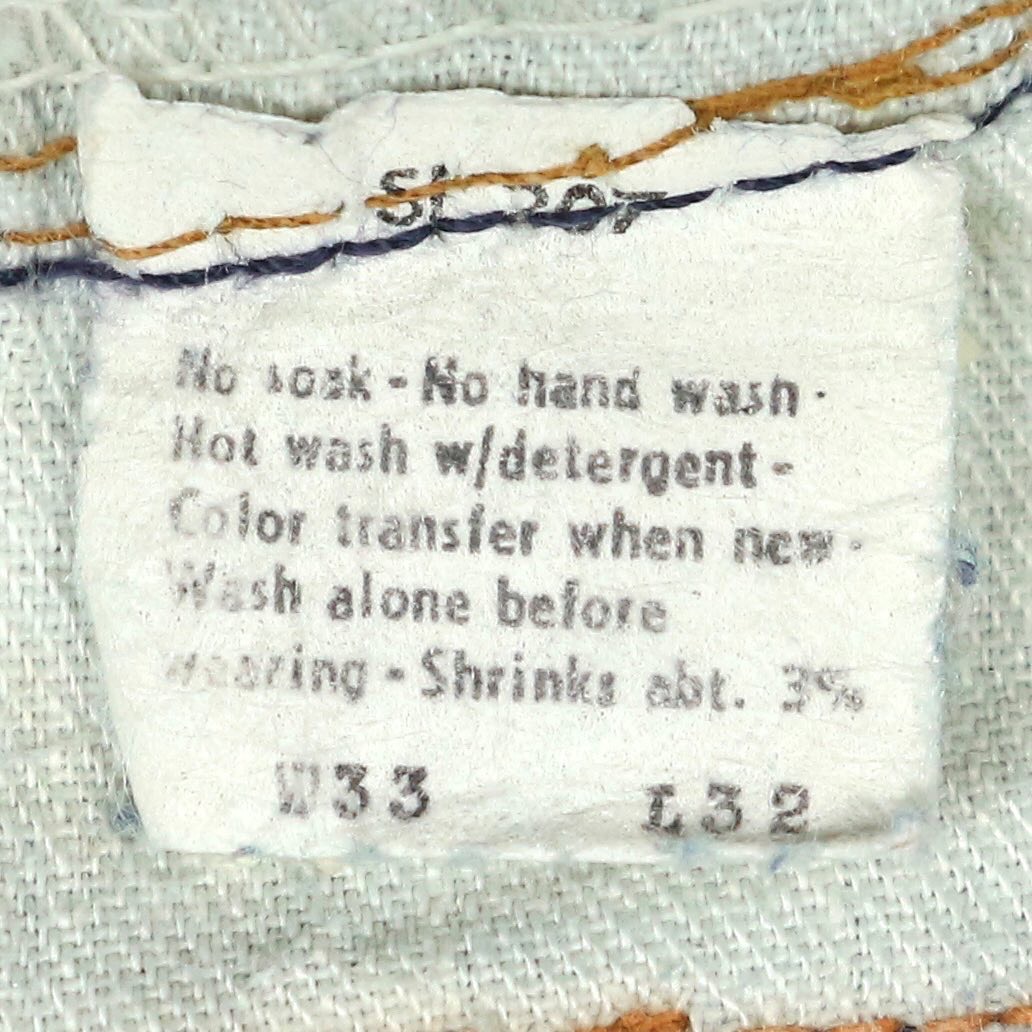 No soak - No hand wash -
Hot wash w/detergent -
Color transfer when new -
Wash alone before
wearing - Shrinks abt. 3%
W33 L32